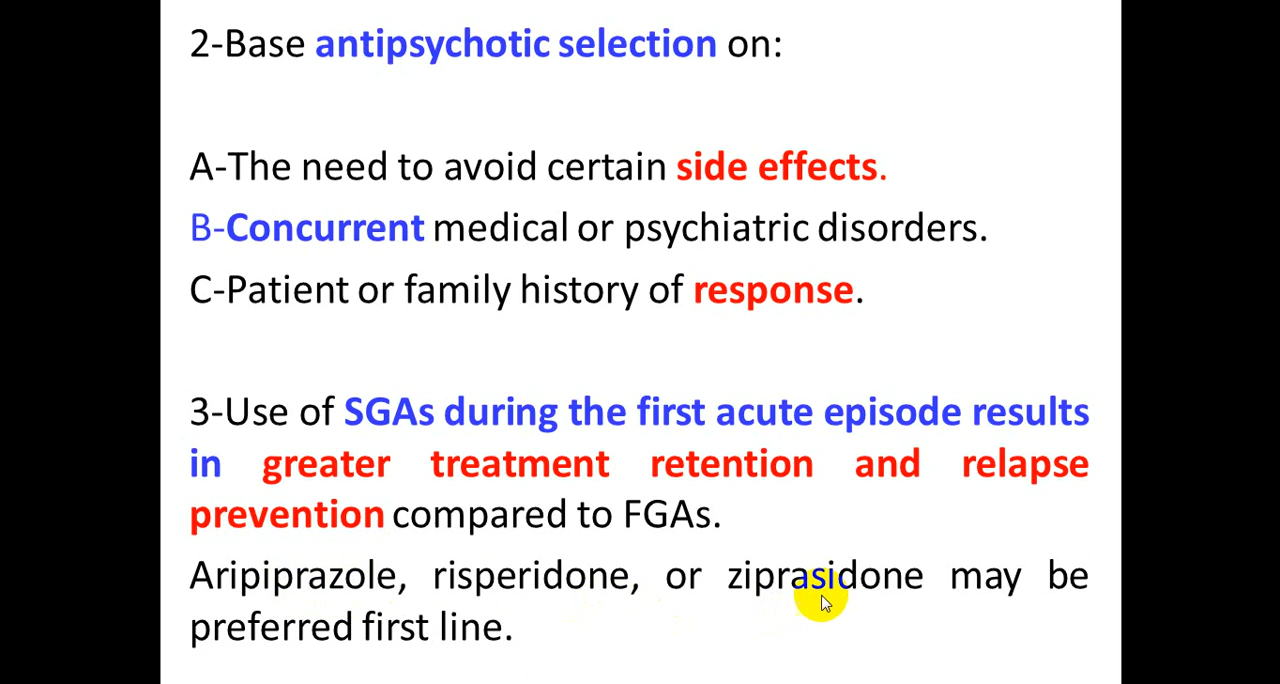 2-Base antipsychotic selection on:
A-The need to avoid certain side effects.
B-Concurrent medical or psychiatric disorders.
C-Patient or family history of response.
3-Use of SGAs during the first acute episode results
in greater treatment retention and relapse
prevention compared to FGAs.
Aripiprazole, risperidone, or ziprasidone may be
preferred first line.